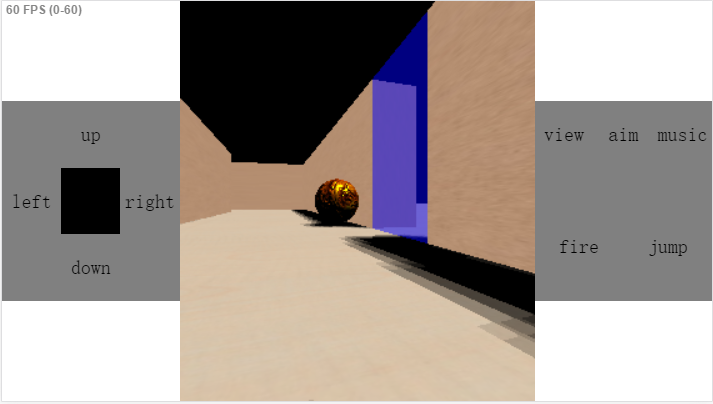 60 FPS (0-60)
up
view aim music
left right
fire jump
down